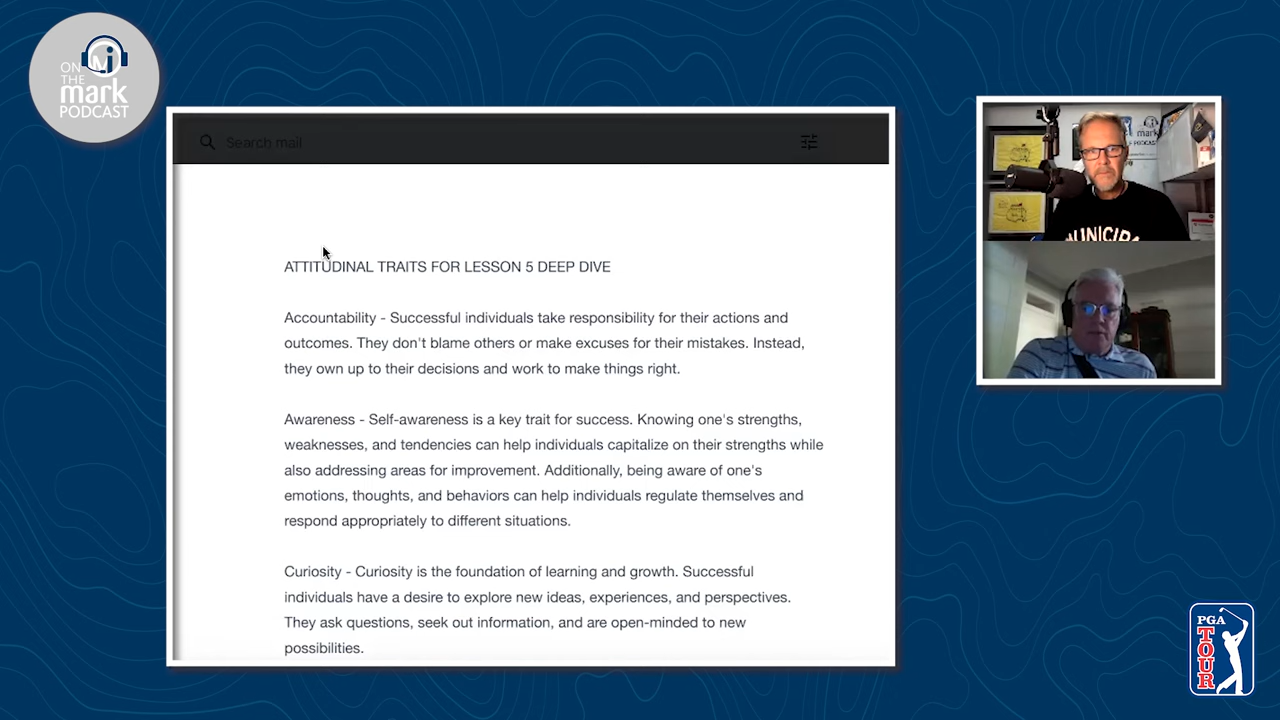 ON
THE
mark
PODCAST
Search mail
ATTITUDINAL TRAITS FOR LESSON 5 DEEP DIVE
Accountability - Successful individuals take responsibility for their actions and
outcomes. They don't blame others or make excuses for their mistakes. Instead,
they own up to their decisions and work to make things right.
Awareness - Self-awareness is a key trait for success. Knowing one's strengths,
weaknesses, and tendencies can help individuals capitalize on their strengths while
also addressing areas for improvement. Additionally, being aware of one's
emotions, thoughts, and behaviors can help individuals regulate themselves and
respond appropriately to different situations.
Curiosity - Curiosity is the foundation of learning and growth. Successful
individuals have a desire to explore new ideas, experiences, and perspectives.
They ask questions, seek out information, and are open-minded to new
possibilities.
mark
PODCAST
MUNICIPA
PGA
TOUR